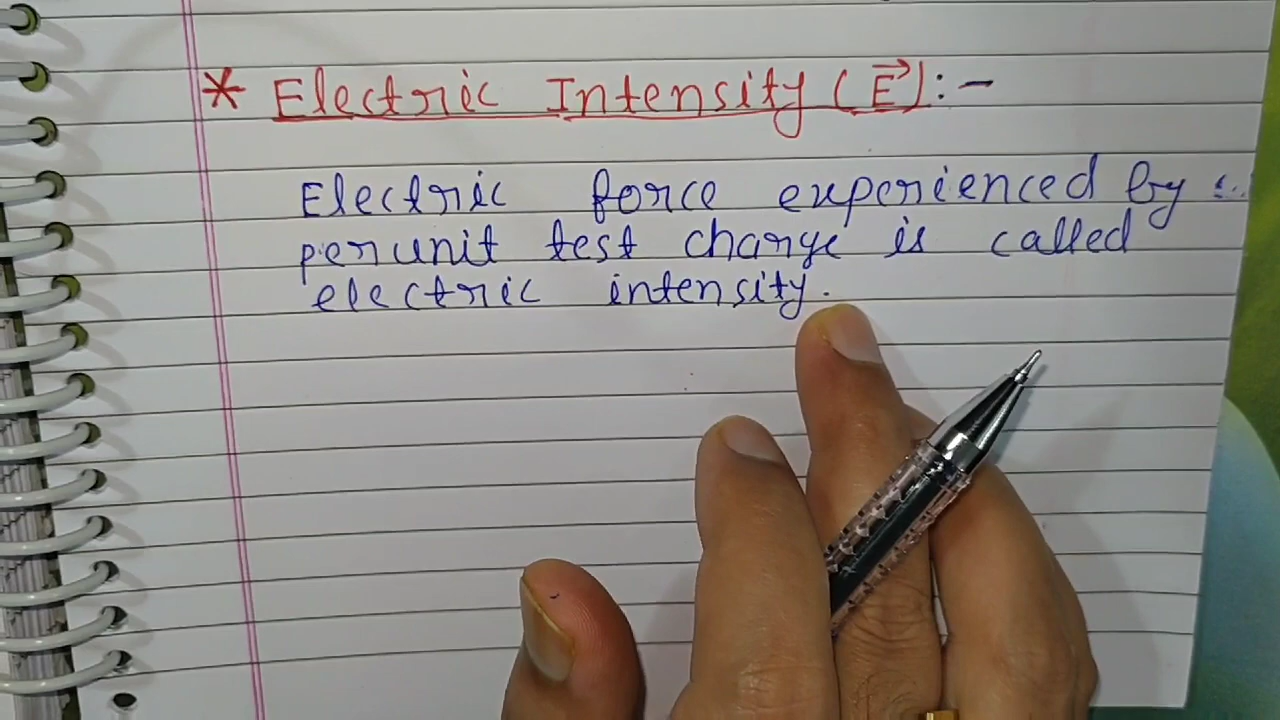 * Electric Intensity (E⃗):-
Electric force experienced by
per unit test charge is called
electric intensity.